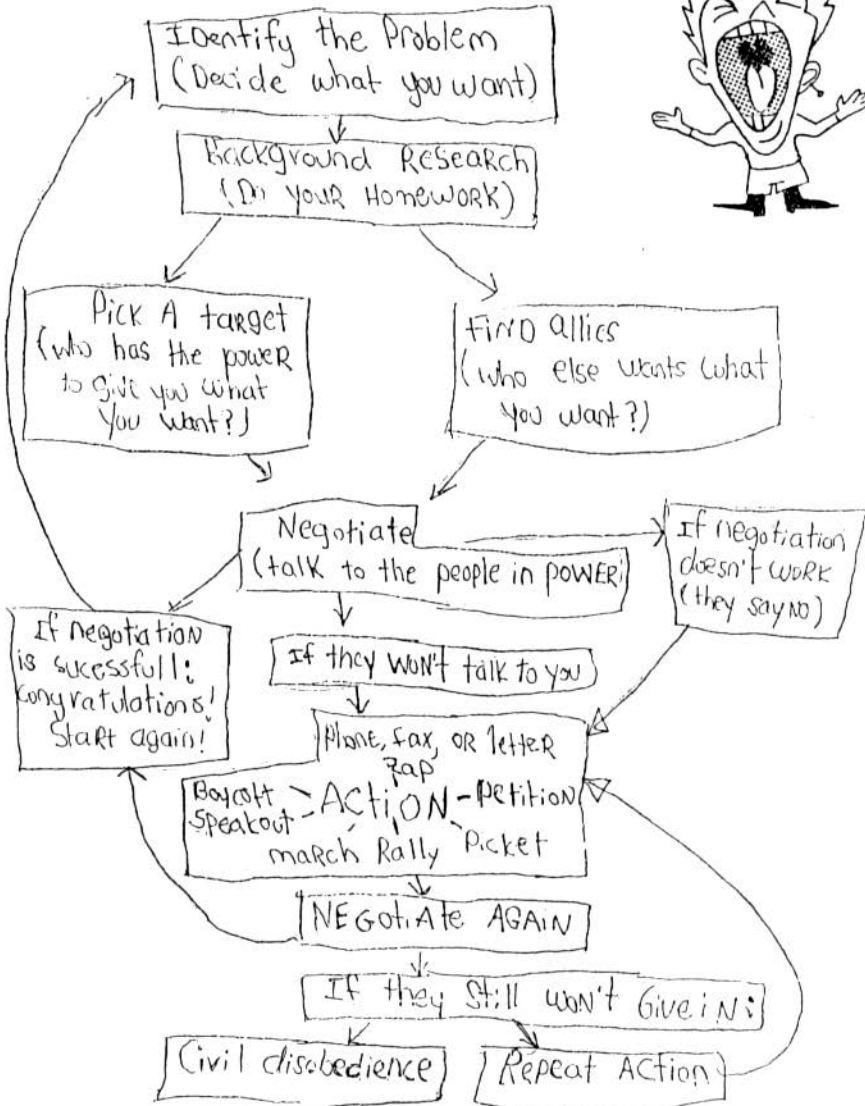 IDentify the Problem
(Decide what you want)
Background ReseaRch
(Do youR HomewoRK)
Pick A taRget
(who has the poweR
to give you what
You want?)
FIND allies
(who else wants what
you want?)
Negotiate
(talk to the people in poweR)
If negotiation
doesn't woRK
(they say NO)
If negotiation
is sucessfull:
Congratulations!
StaRt again!
If they won't talk to you
Phone, fax, OR letteR
Zap
Boycott
Speakout
ActiON
Petition
maRch Rally Picket
NEGotiAte AGAiN
If they Still won't Give iN:
Civil disobedience
Repeat Action